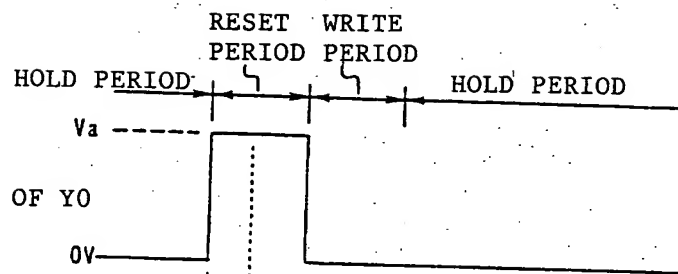 RESET WRITE
PERIOD PERIOD
HOLD PERIOD HOLD PERIOD
Va
OF YO
0V